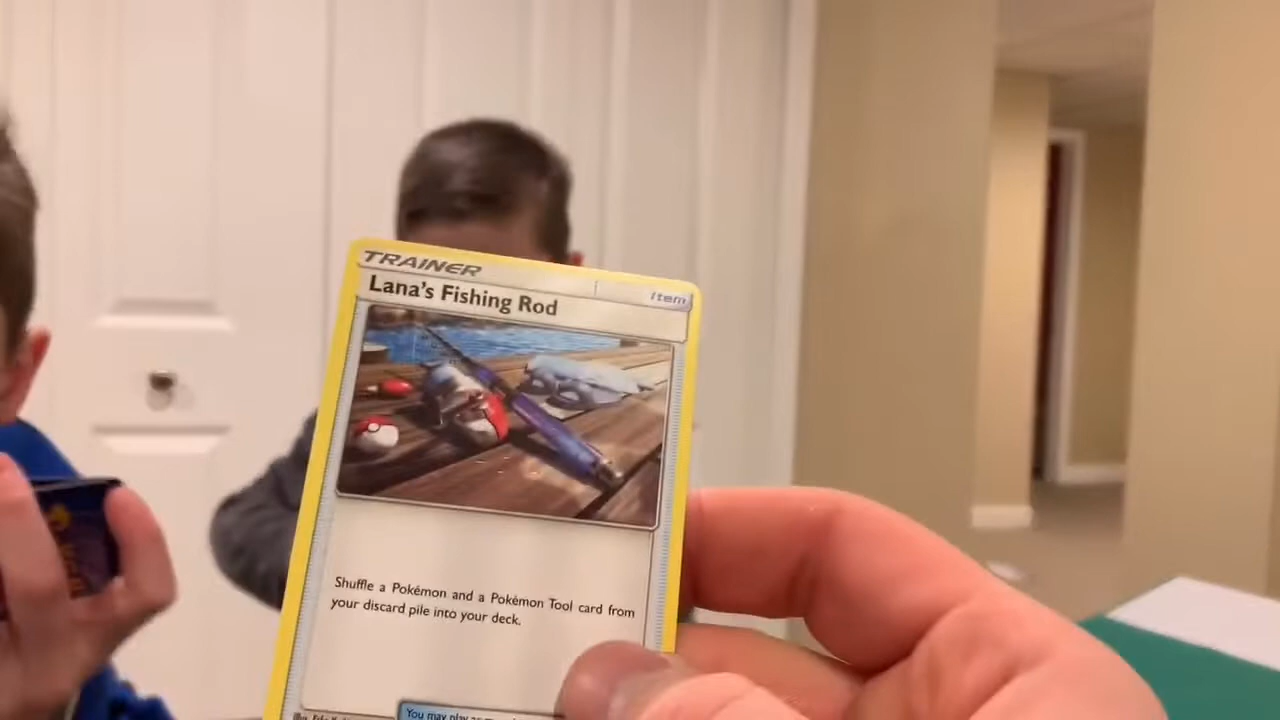 TRAINER
Item
Lana's Fishing Rod
Shuffle a Pokémon and a Pokémon Tool card from
your discard pile into your deck.
You may play as